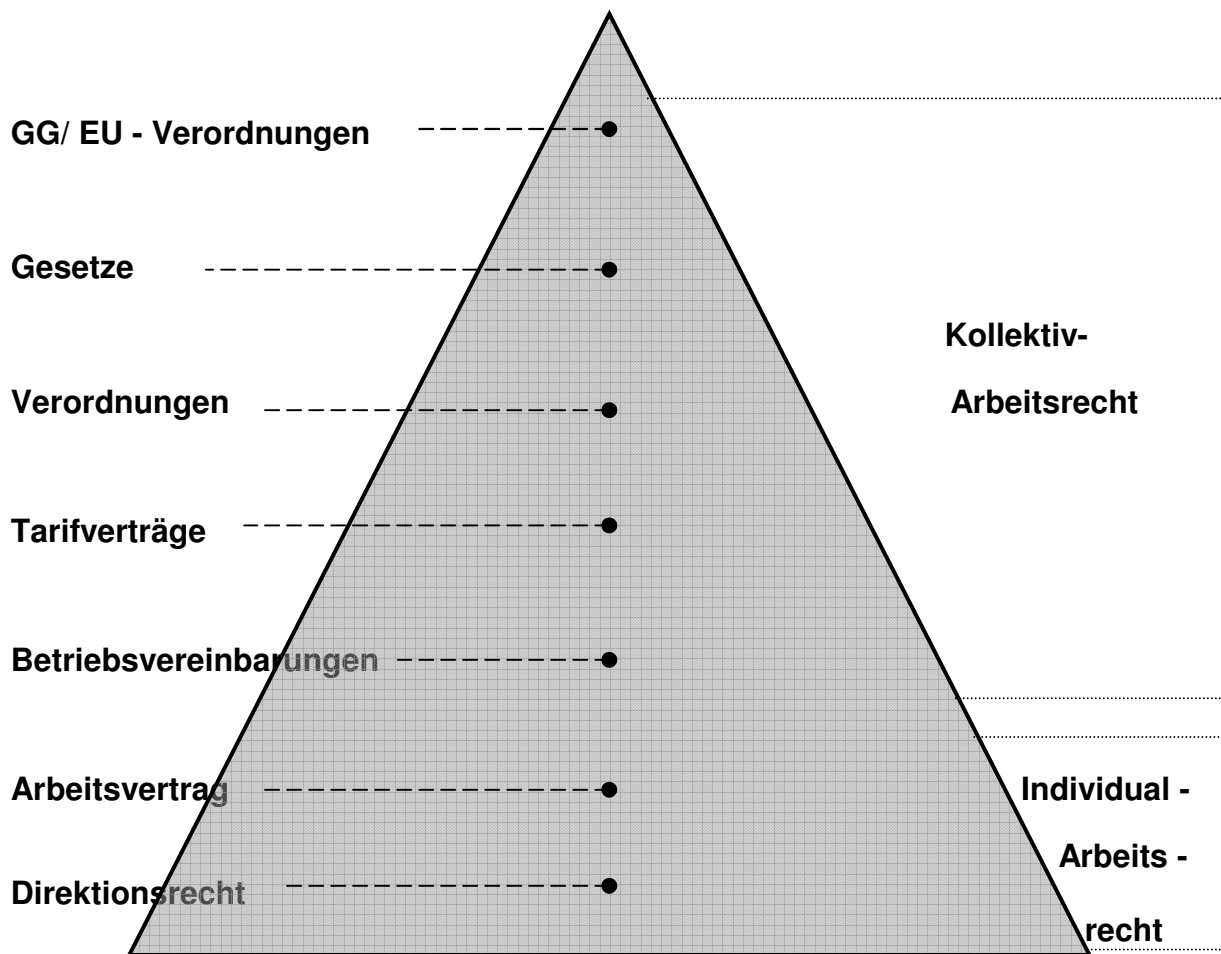 GG/ EU - Verordnungen
Gesetze
Kollektiv-
Verordnungen
Arbeitsrecht
Tarifverträge
Betriebsvereinbarungen
Arbeitsvertrag
Individual -
Arbeits -
Direktionsrecht
recht